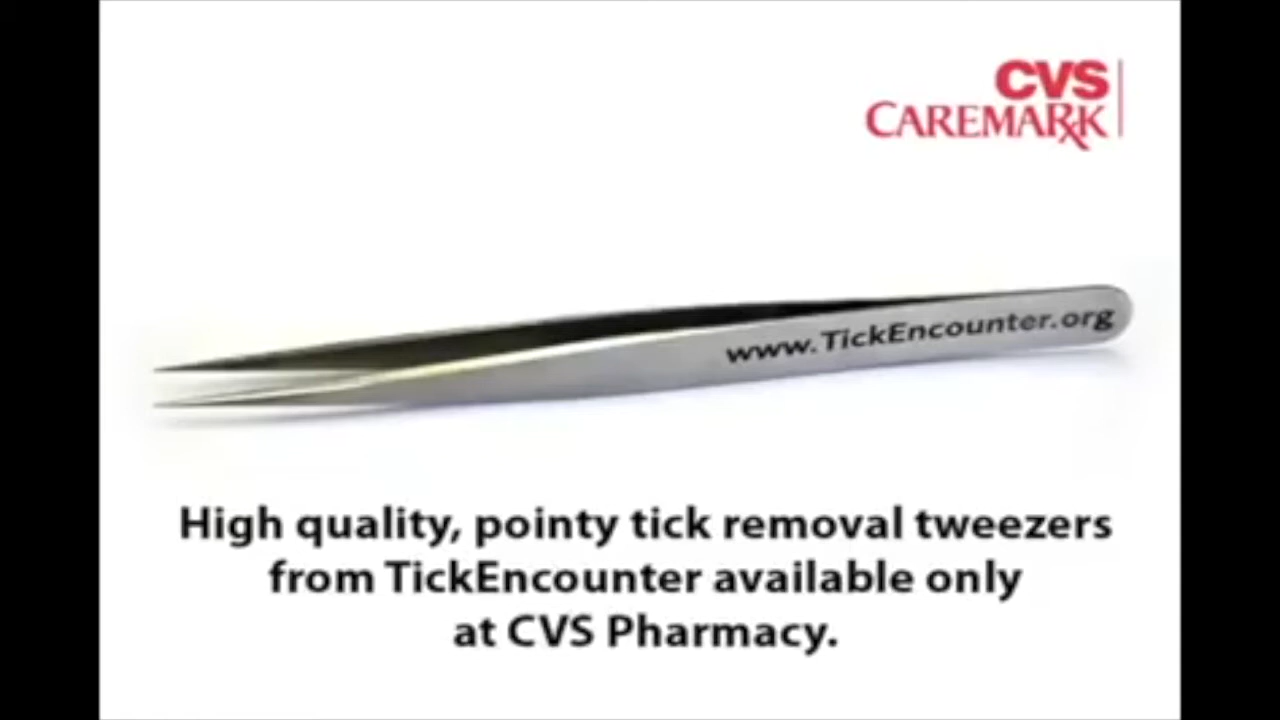 CVS
CAREMARK
www.TickEncounter.org
High quality, pointy tick removal tweezers
from TickEncounter available only
at CVS Pharmacy.